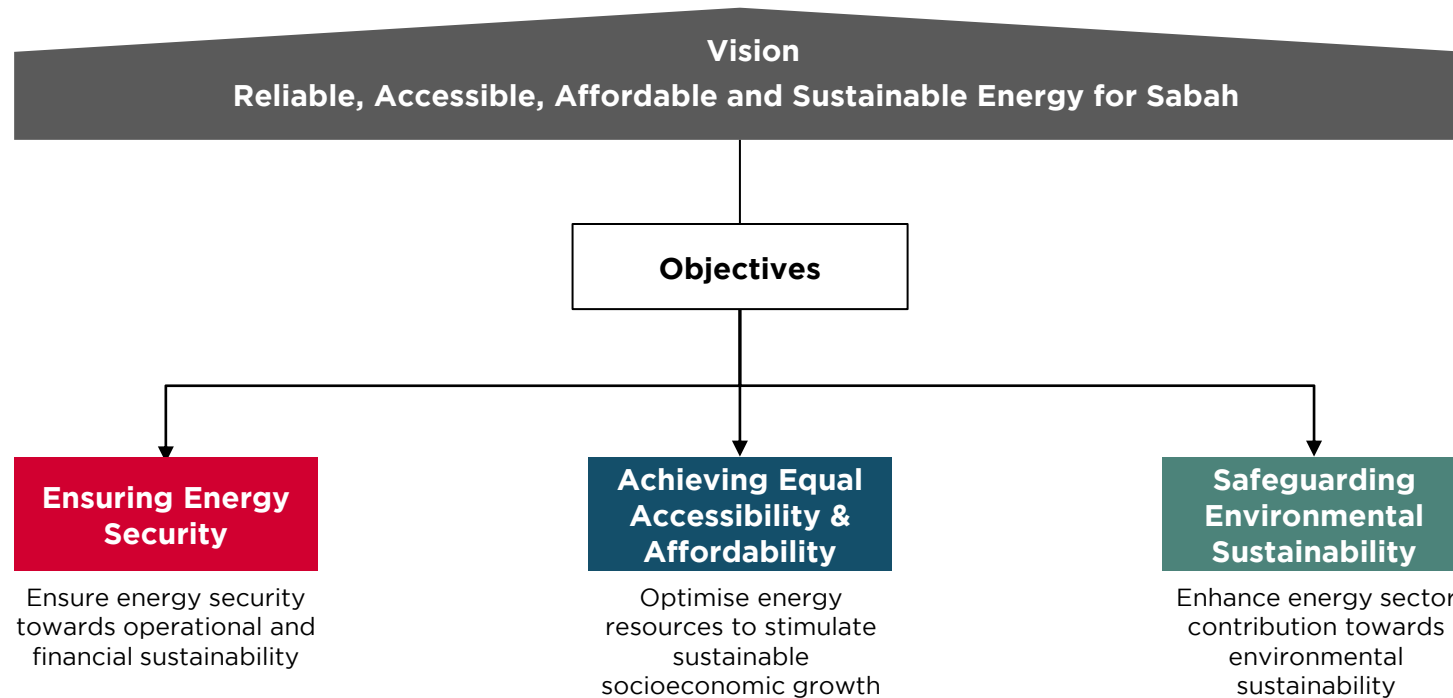 Vision
Reliable, Accessible, Affordable and Sustainable Energy for Sabah
Objectives
Ensuring Energy
Security
Ensure energy security
towards operational and
financial sustainability
Achieving Equal
Accessibility &
Affordability
Optimise energy
resources to stimulate
sustainable
socioeconomic growth
Safeguarding
Environmental
Sustainability
Enhance energy sector
contribution towards
environmental
sustainability